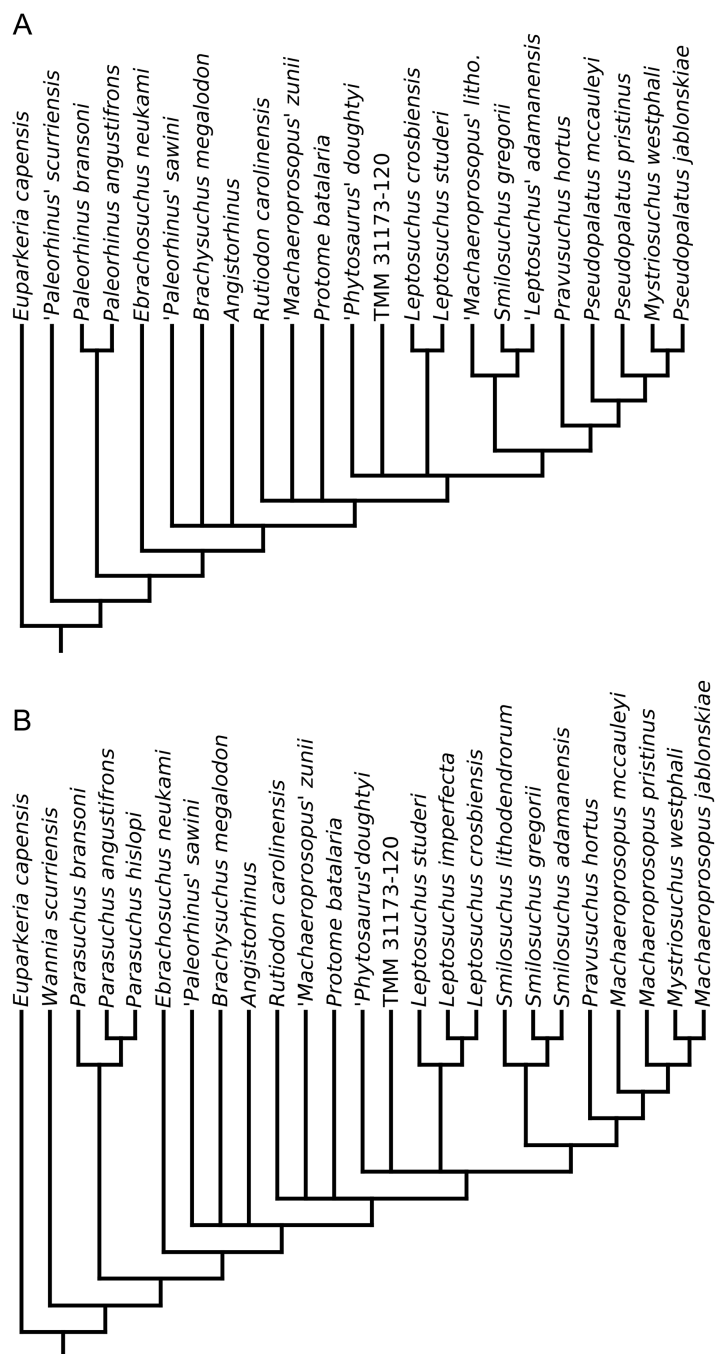 A
Euparkeria capensis
'Paleorhinus' scurriensis
Paleorhinus bransoni
Paleorhinus angustifrons
Ebrachosuchus neukami
'Paleorhinus' sawini
Brachysuchus megalodon
Angistorhinus
Rutiodon carolinensis
'Machaeroprosopus' zunii
Protome batalaria
'Phytosaurus' doughtyi
TMM 31173-120
Leptosuchus crosbiensis
Leptosuchus studeri
'Machaeroprosopus' litho.
Smilosuchus gregorii
'Leptosuchus' adamanensis
Pravusuchus hortus
Pseudopalatus mccauleyi
Pseudopalatus pristinus
Mystriosuchus westphali
Pseudopalatus jablonskiae
B
Euparkeria capensis
Wannia scurriensis
Parasuchus bransoni
Parasuchus angustifrons
Parasuchus hislopi
Ebrachosuchus neukami
'Paleorhinus' sawini
Brachysuchus megalodon
Angistorhinus
Rutiodon carolinensis
'Machaeroprosopus' zunii
Protome batalaria
'Phytosaurus'doughtyi
TMM 31173-120
Leptosuchus studeri
Leptosuchus imperfecta
Leptosuchus crosbiensis
Smilosuchus lithodendrorum
Smilosuchus gregorii
Smilosuchus adamanensis
Pravusuchus hortus
Machaeroprosopus mccauleyi
Machaeroprosopus pristinus
Mystriosuchus westphali
Machaeroprosopus jablonskiae